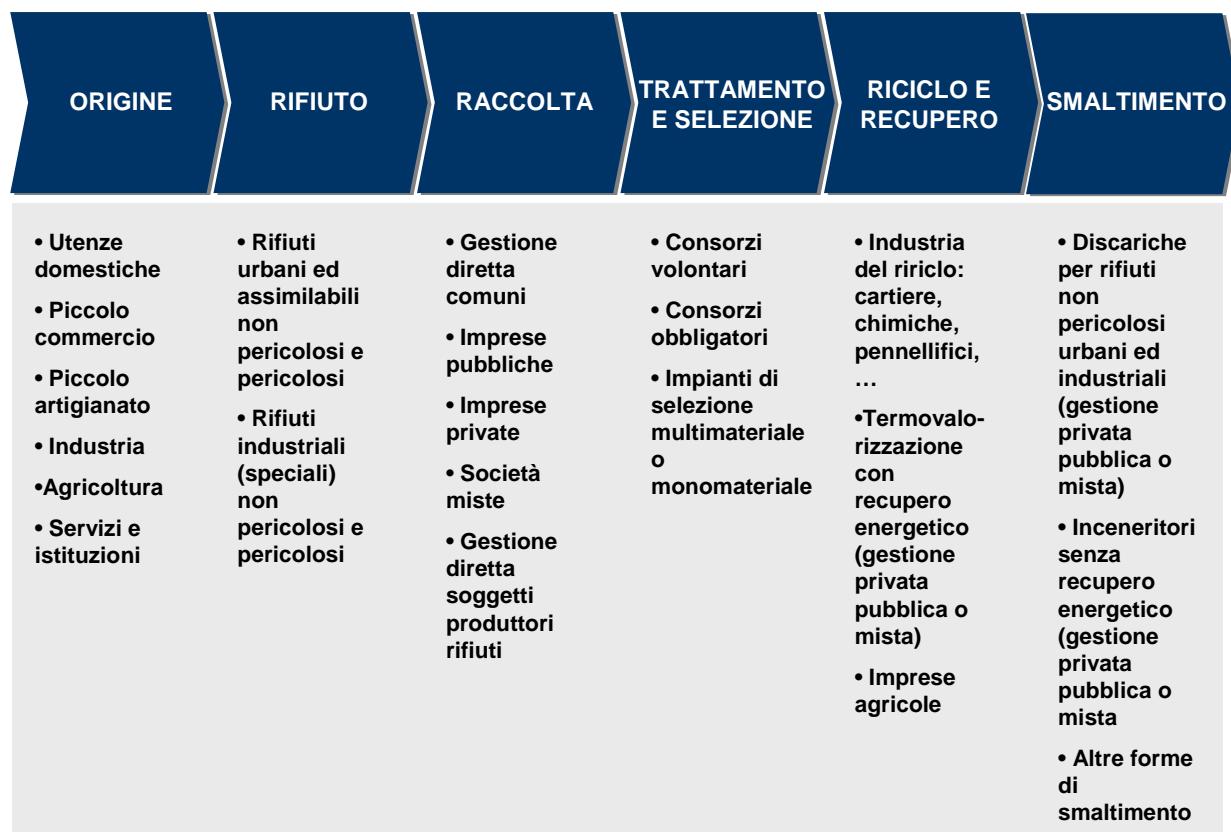 ORIGINE
RIFIUTO
RACCOLTA
TRATTAMENTO
E SELEZIONE
RICICLO E
RECUPERO
SMALTIMENTO
• Utenze
domestiche
• Piccolo
commercio
• Piccolo
artigianato
• Industria
•Agricoltura
• Servizi e
istituzioni
• Rifiuti
urbani ed
assimilabili
non
pericolosi e
pericolosi
• Rifiuti
industriali
(speciali)
non
pericolosi e
pericolosi
• Gestione
diretta
comuni
• Imprese
pubbliche
• Imprese
private
• Società
miste
• Gestione
diretta
soggetti
produttori
rifiuti
• Consorzi
volontari
• Consorzi
obbligatori
• Impianti di
selezione
multimateriale
o
monomateriale
• Industria
del ririclo:
cartiere,
chimiche,
pennellifici,
…
•Termovalo-
rizzazione
con
recupero
energetico
(gestione
privata
pubblica o
mista)
• Imprese
agricole
• Discariche
per rifiuti
non
pericolosi
urbani ed
industriali
(gestione
privata
pubblica o
mista)
• Inceneritori
senza
recupero
energetico
(gestione
privata
pubblica o
mista
• Altre forme
di
smaltimento